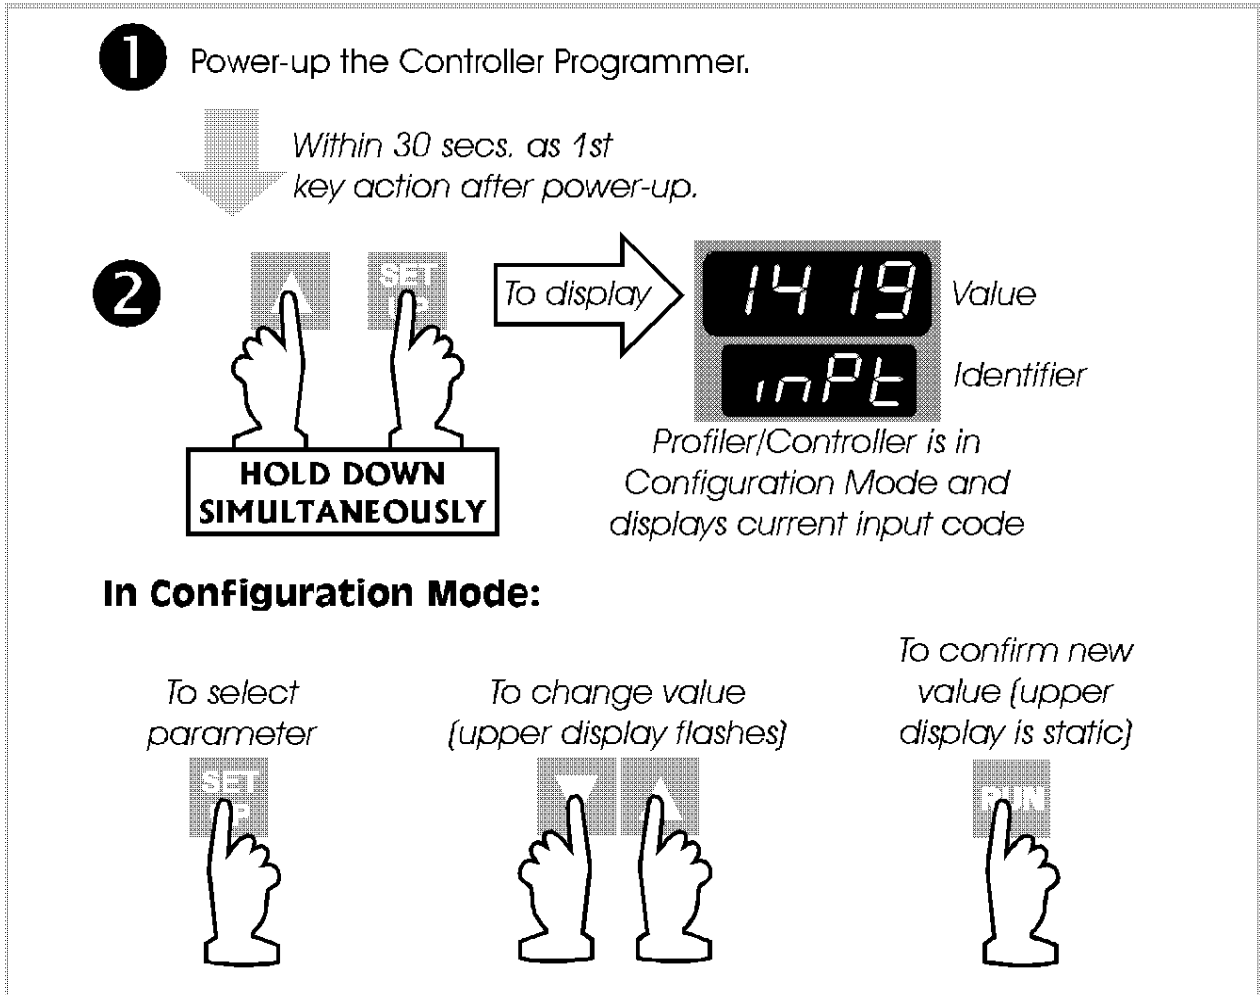 1 Power-up the Controller Programmer.
Within 30 secs. as 1st
key action after power-up.
2
SET
UP
To display
1419
Value
inPt
Identifier
HOLD DOWN
SIMULTANEOUSLY
Profiler/Controller is in
Configuration Mode and
displays current input code
In Configuration Mode:
To select
parameter
SET
UP
To change value
(upper display flashes)
To confirm new
value (upper
display is static)
RUN